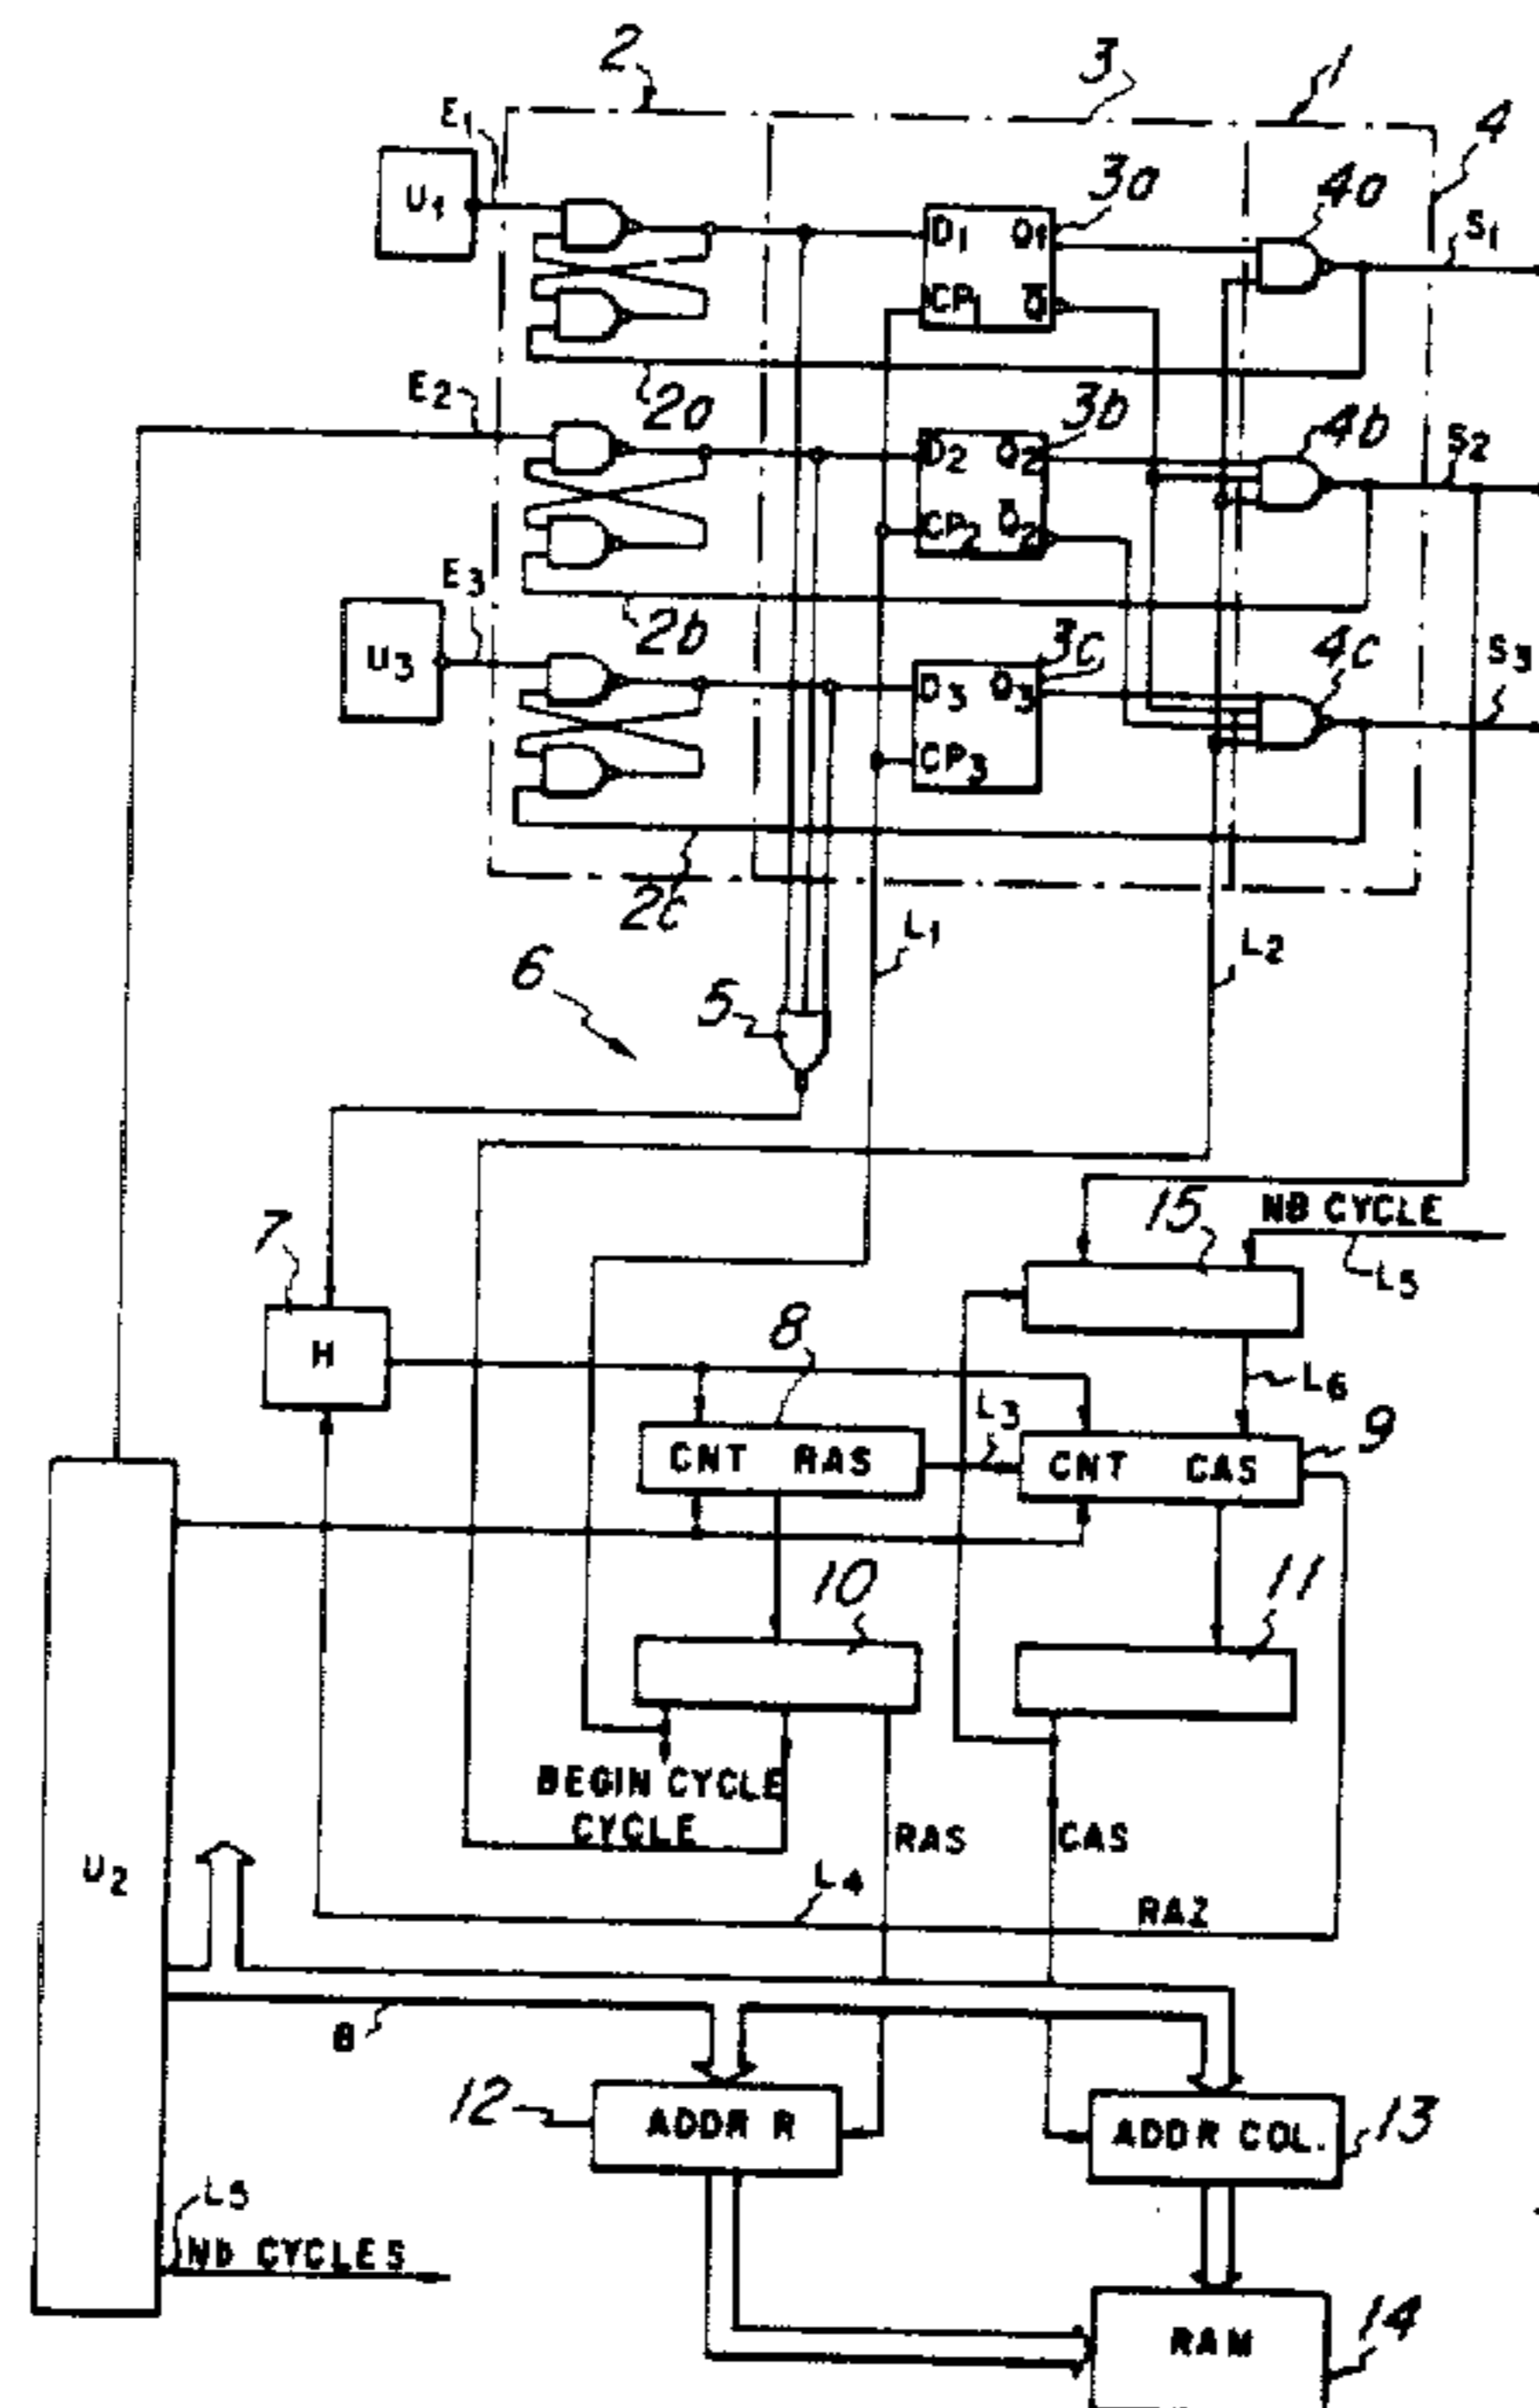 2
3
1
4
E1
U1
3a
4a
S1
D1 Q1
CP1 Q̅
E2
2a
3b
4b
S2
D2 Q2
CP2 Q̅2
E3
2b
3c
4c
S3
U3
D3 Q3
CP3
2c
L1
L2
6
5
15
NB CYCLE
7
L5
8
H
L6
L3
9
CNT RAS
CNT CAS
10
11
BEGIN CYCLE
CYCLE
RAS
CAS
U2
L4
RAZ
B
12
ADDR R
ADDR COL.
13
L5
NB CYCLES
14
RAM